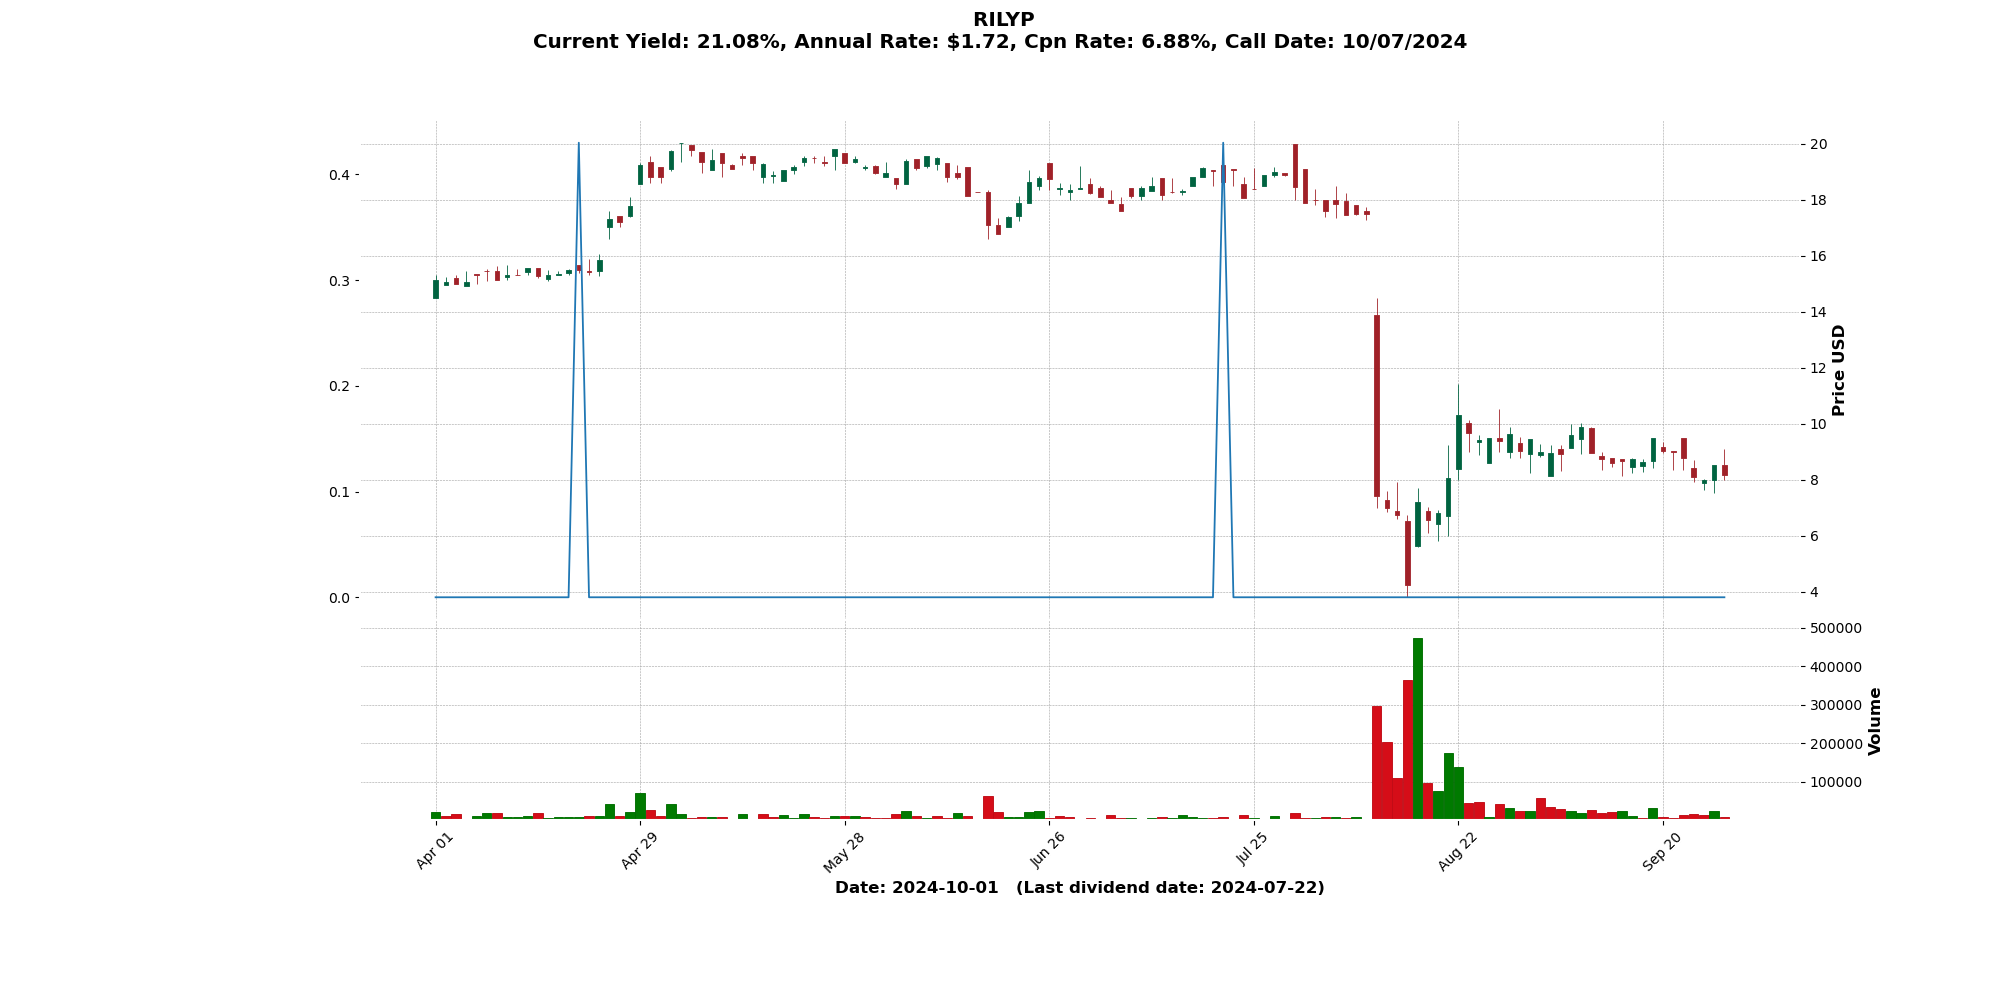 RILYP
Current Yield: 21.08%, Annual Rate: $1.72, Cpn Rate: 6.88%, Call Date: 10/07/2024
0.4
0.3
0.2
0.1
0.0
20
18
16
14
12
10
8
6
4
Price USD
500000
400000
300000
200000
100000
Volume
Apr 01
Apr 29
May 28
Jun 26
Jul 25
Aug 22
Sep 20
Date: 2024-10-01 (Last dividend date: 2024-07-22)